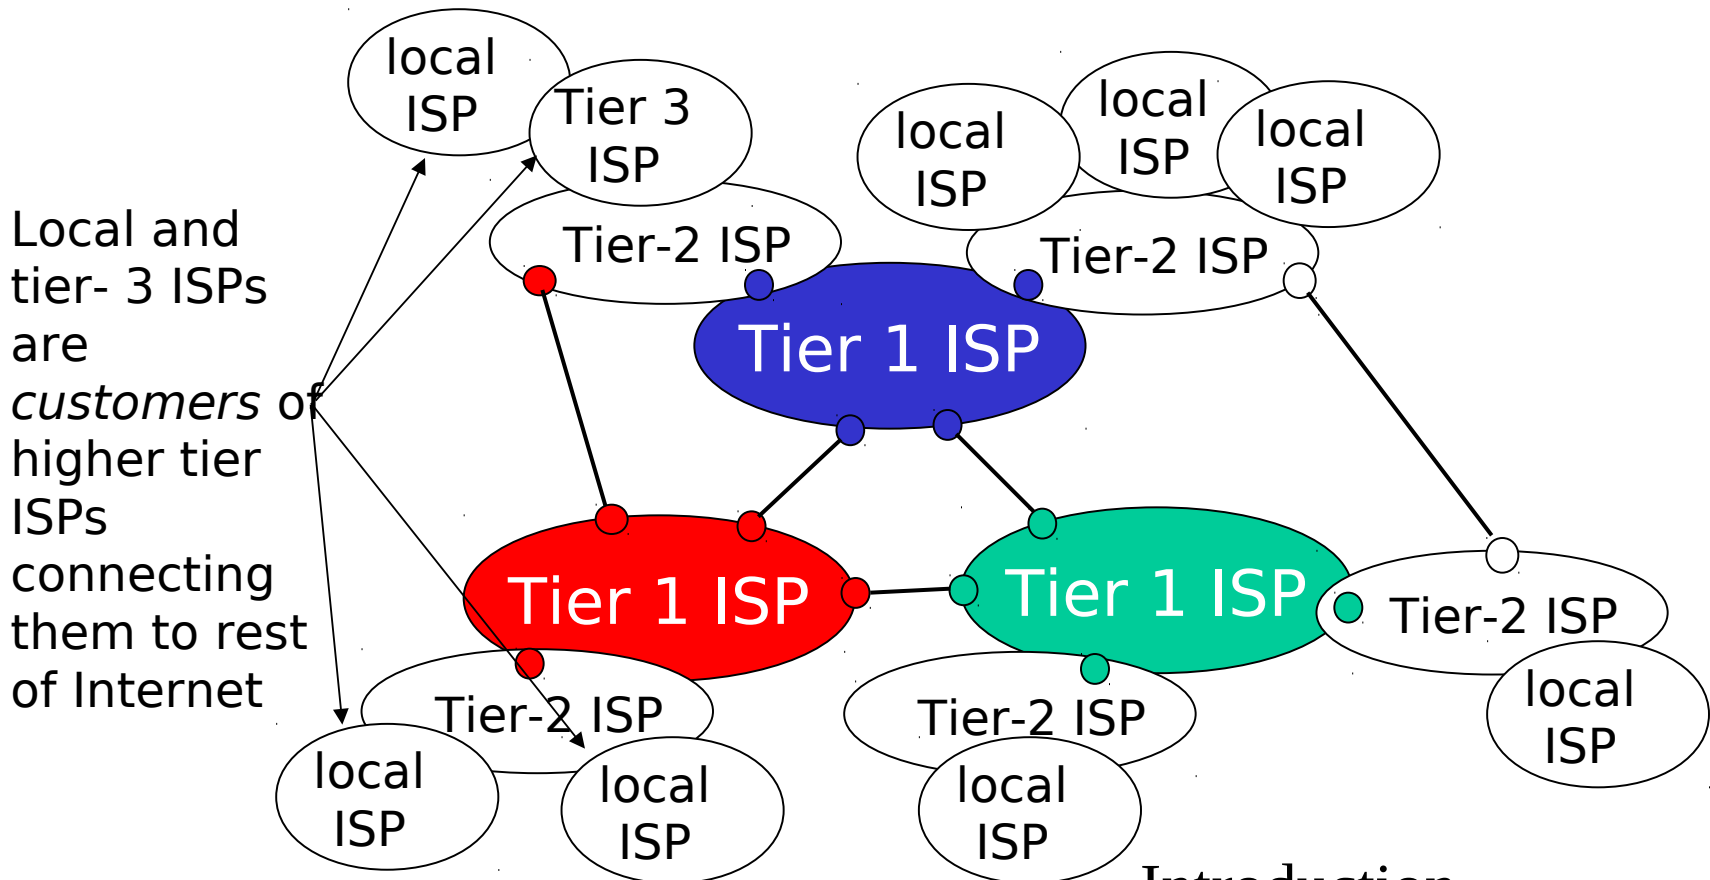 local
ISP
Tier 3
ISP
local
ISP
local
ISP
local
ISP
Local and
tier- 3 ISPs
are
customers of
higher tier
ISPs
connecting
them to rest
of Internet
Tier-2 ISP
Tier-2 ISP
Tier 1 ISP
Tier 1 ISP
Tier 1 ISP
Tier-2 ISP
Tier-2 ISP
Tier-2 ISP
local
ISP
local
ISP
local
ISP
local
ISP
Introduction